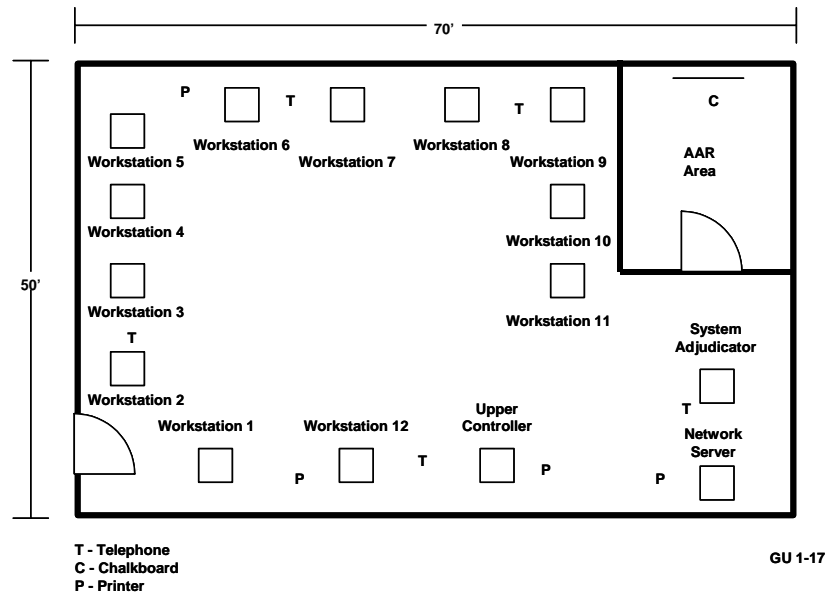 70'
P
T
T
C
Workstation 6
Workstation 8
Workstation 5
Workstation 7
Workstation 9
AAR
Area
Workstation 4
Workstation 10
50'
Workstation 3
Workstation 11
T
System
Adjudicator
Workstation 2
T
Upper
Controller
Workstation 1
Workstation 12
Network
Server
T
P
P
P
T - Telephone
C - Chalkboard
P - Printer
GU 1-17